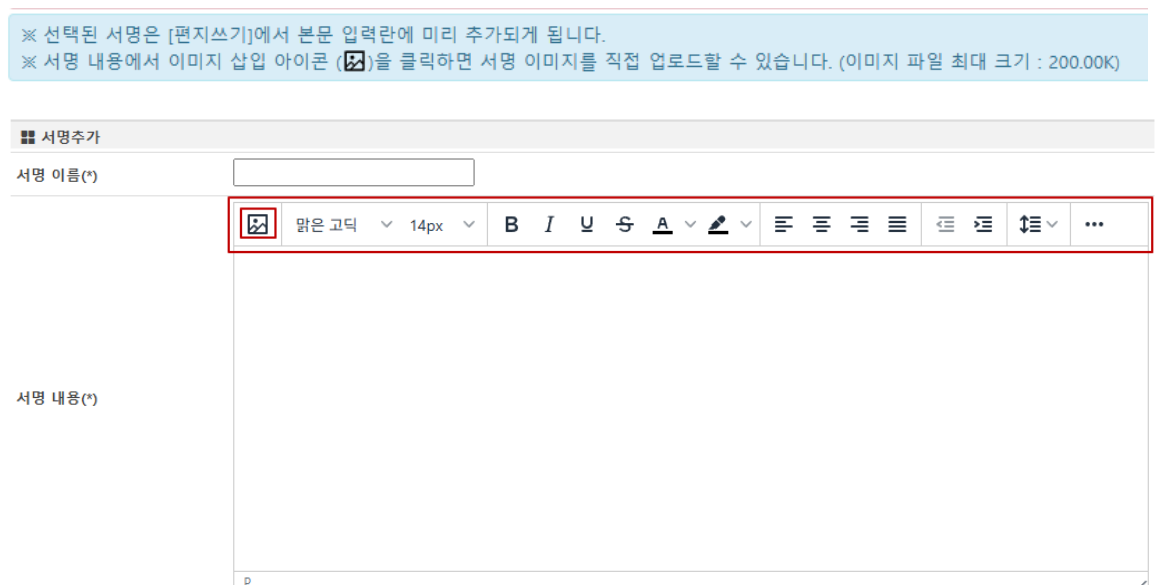 ※ 선택된 서명은 [편지쓰기]에서 본문 입력란에 미리 추가되게 됩니다.
※ 서명 내용에서 이미지 삽입 아이콘 ()을 클릭하면 서명 이미지를 직접 업로드할 수 있습니다. (이미지 파일 최대 크기 : 200.00K)
서명추가
서명 이름(*)
맑은 고딕 14px B I U S A
서명 내용(*)
P